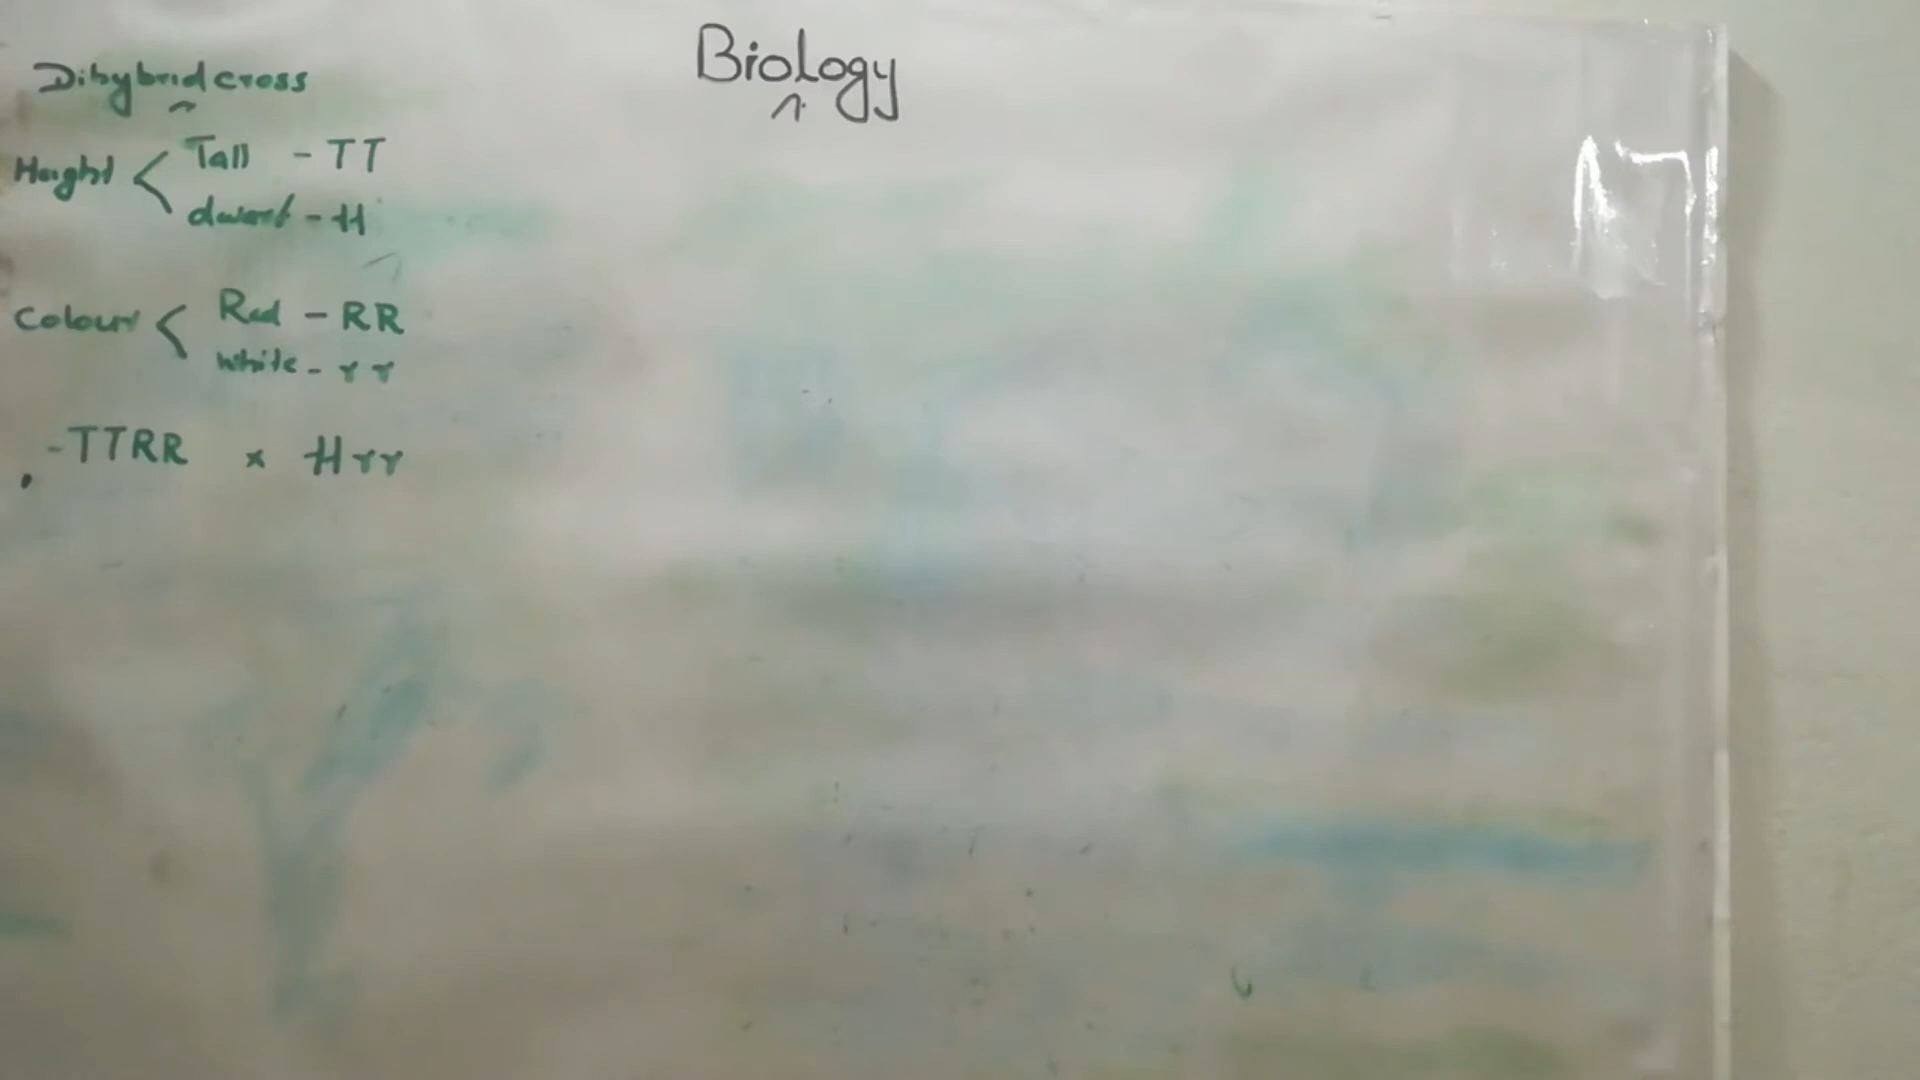 Biology
Dihybrid cross
Height < Tall - TT
dwarf - tt
Colour < Red - RR
white - rr
- TTRR x ttrr